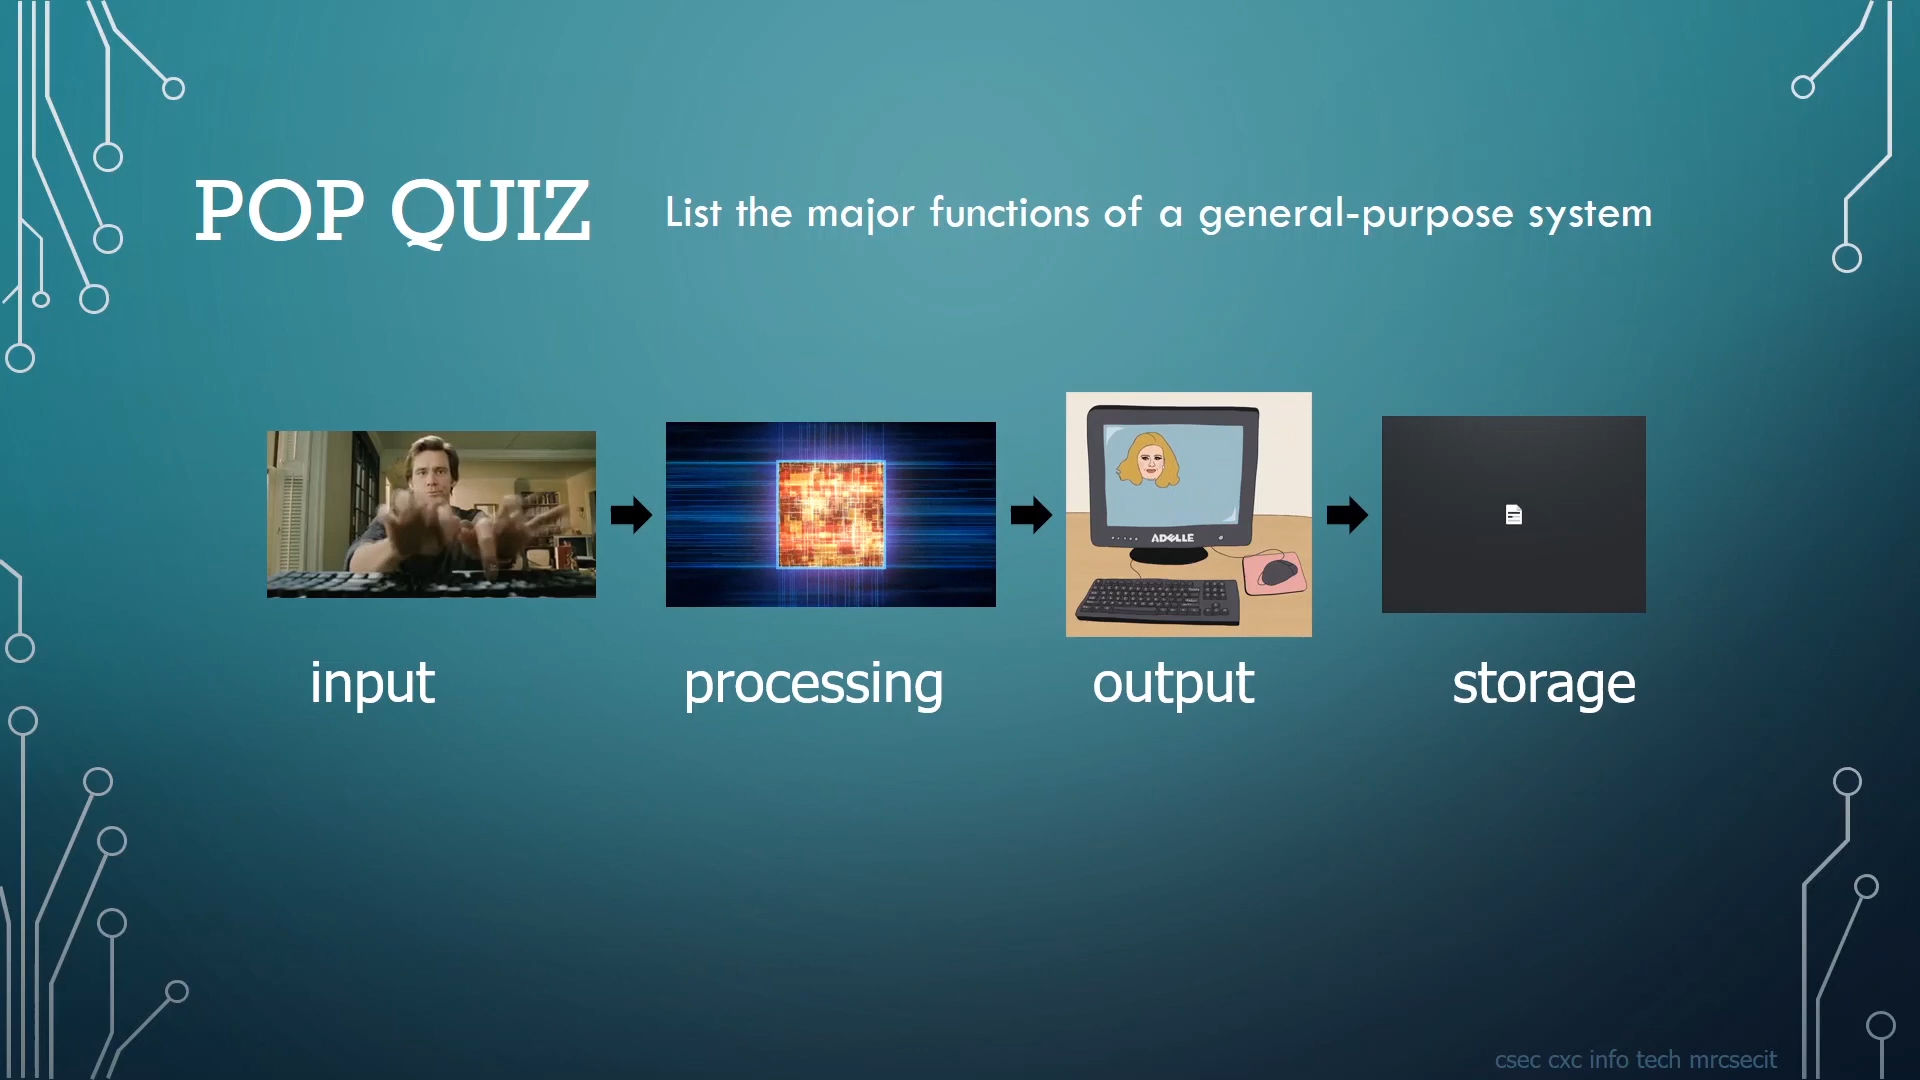 POP QUIZ
List the major functions of a general-purpose system
ADELLE
input
processing
output
storage
csec cxc info tech mrcsecit